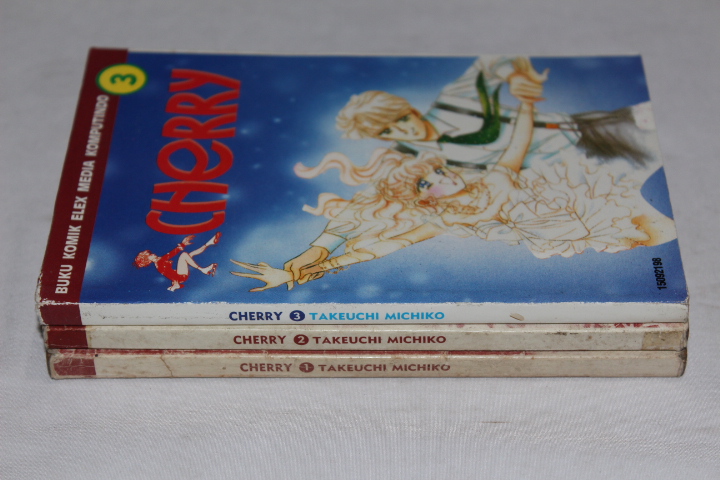 BUKU KOMIK ELEX MEDIA KOMPUTINDO
3
CHERRY
15092198
CHERRY 3 TAKEUCHI MICHIKO
CHERRY 2 TAKEUCHI MICHIKO
CHERRY 1 TAKEUCHI MICHIKO